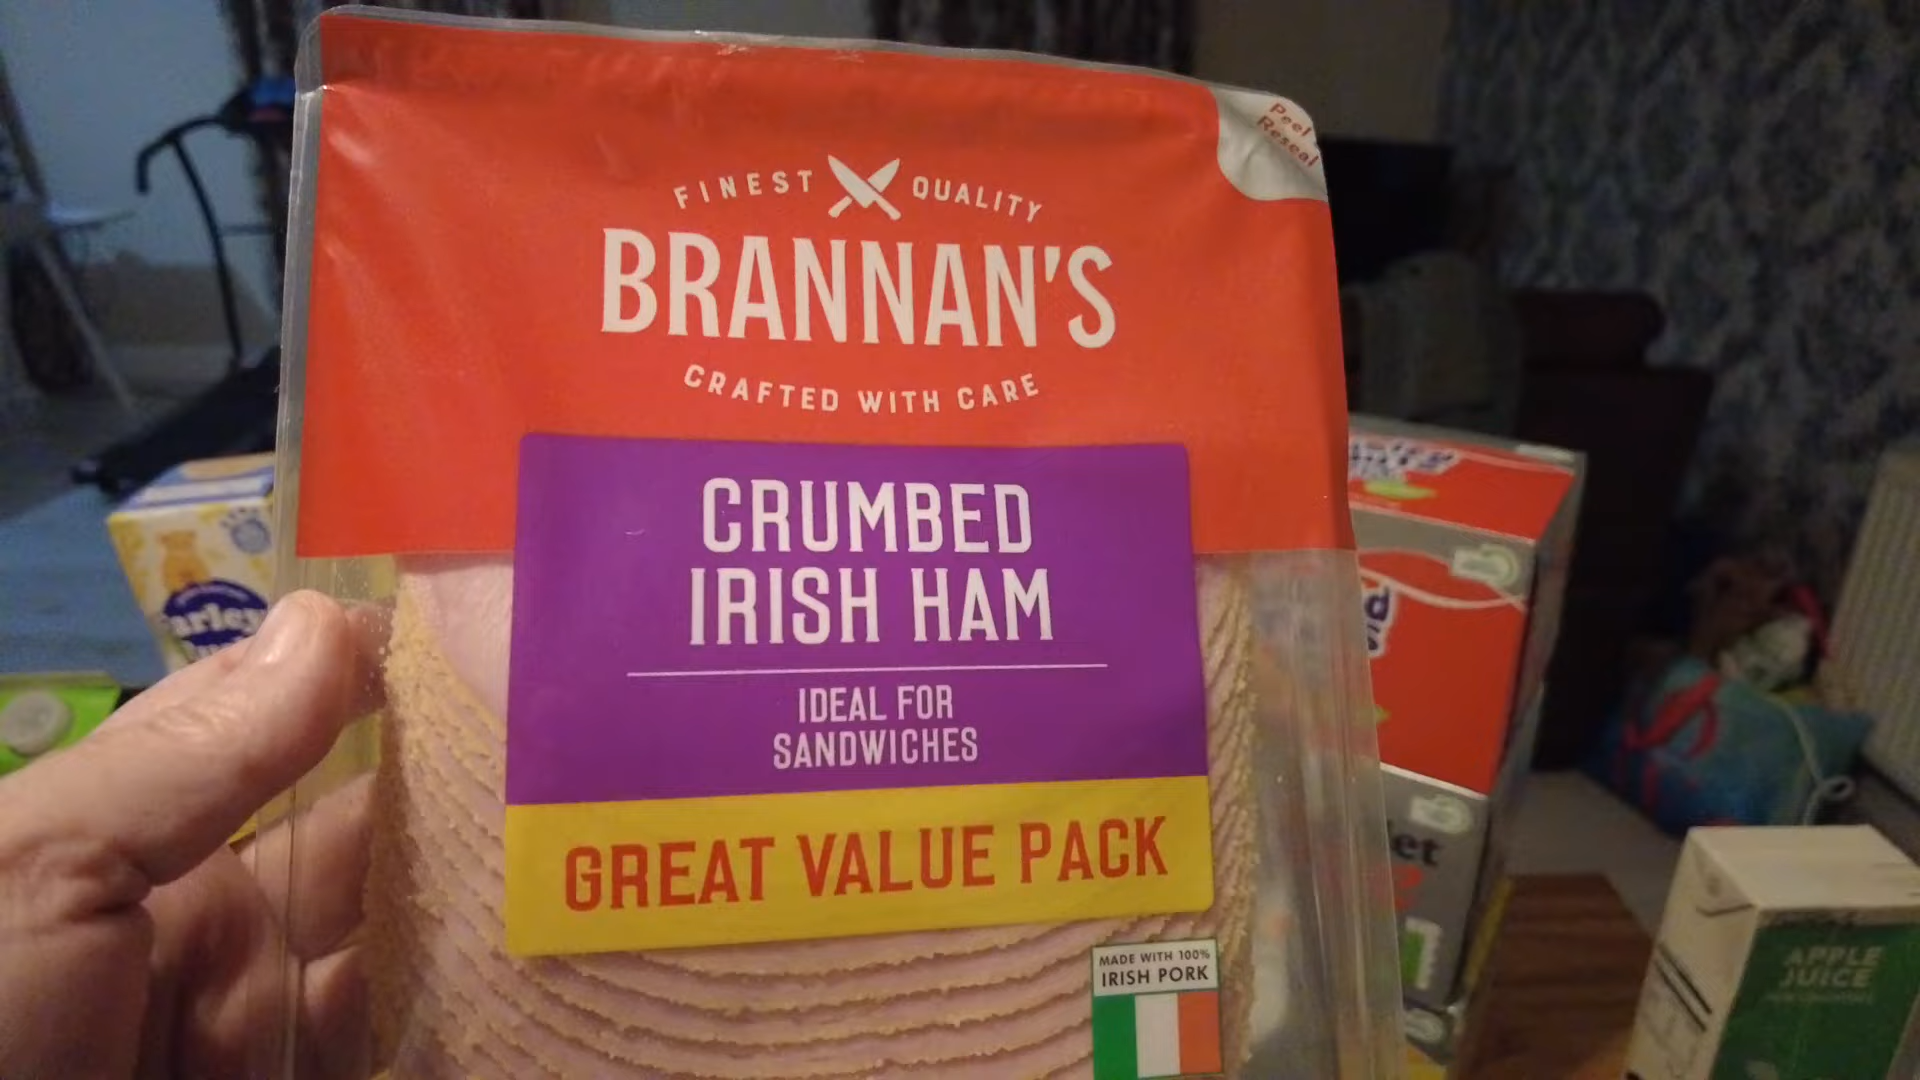 Peel
Reseal
FINEST QUALITY
BRANNAN'S
CRAFTED WITH CARE
CRUMBED
IRISH HAM
IDEAL FOR
SANDWICHES
GREAT VALUE PACK
MADE WITH 100%
IRISH PORK
APPLE
JUICE